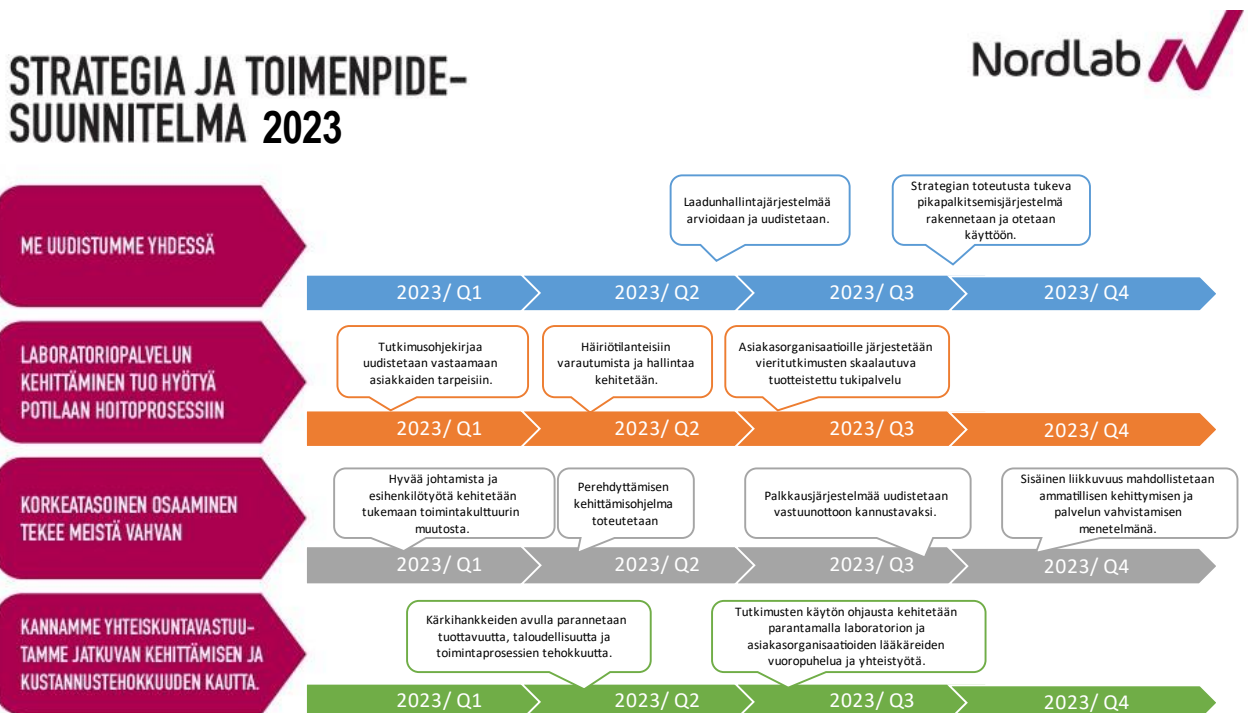 STRATEGIA JA TOIMENPIDE-
SUUNNITELMA 2023
NordLab
ME UUDISTUMME YHDESSÄ
Laadunhallintajärjestelmää
arvioidaan ja uudistetaan.
Strategian toteutusta tukeva
pikapalkitsemisjärjestelmä
rakennetaan ja otetaan
käyttöön.
2023/ Q1
2023/ Q2
2023/ Q3
2023/ Q4
LABORATORIOPALVELUN
KEHITTÄMINEN TUO HYÖTYÄ
POTILAAN HOITOPROSESSIIN
Tutkimusohjekirjaa
uudistetaan vastaamaan
asiakkaiden tarpeisiin.
Häiriötilanteisiin
varautumista ja hallintaa
kehitetään.
Asiakasorganisaatioille järjestetään
vieritutkimusten skaalautuva
tuotteistettu tukipalvelu
2023/ Q1
2023/ Q2
2023/ Q3
2023/ Q4
KORKEATASOINEN OSAAMINEN
TEKEE MEISTÄ VAHVAN
Hyvää johtamista ja
esihenkilötyötä kehitetään
tukemaan toimintakulttuurin
muutosta.
Perehdyttämisen
kehittämisohjelma
toteutetaan
Palkkausjärjestelmää uudistetaan
vastuunottoon kannustavaksi.
Sisäinen liikkuvuus mahdollistetaan
ammatillisen kehittymisen ja
palvelun vahvistamisen
menetelmänä.
2023/ Q1
2023/ Q2
2023/ Q3
2023/ Q4
KANNAMME YHTEISKUNTAVASTUU-
TAMME JATKUVAN KEHITTÄMISEN JA
KUSTANNUSTEHOKKUUDEN KAUTTA.
Kärkihankkeiden avulla parannetaan
tuottavuutta, taloudellisuutta ja
toimintaprosessien tehokkuutta.
Tutkimusten käytön ohjausta kehitetään
parantamalla laboratorion ja
asiakasorganisaatioiden lääkäreiden
vuoropuhelua ja yhteistyötä.
2023/ Q1
2023/ Q2
2023/ Q3
2023/ Q4